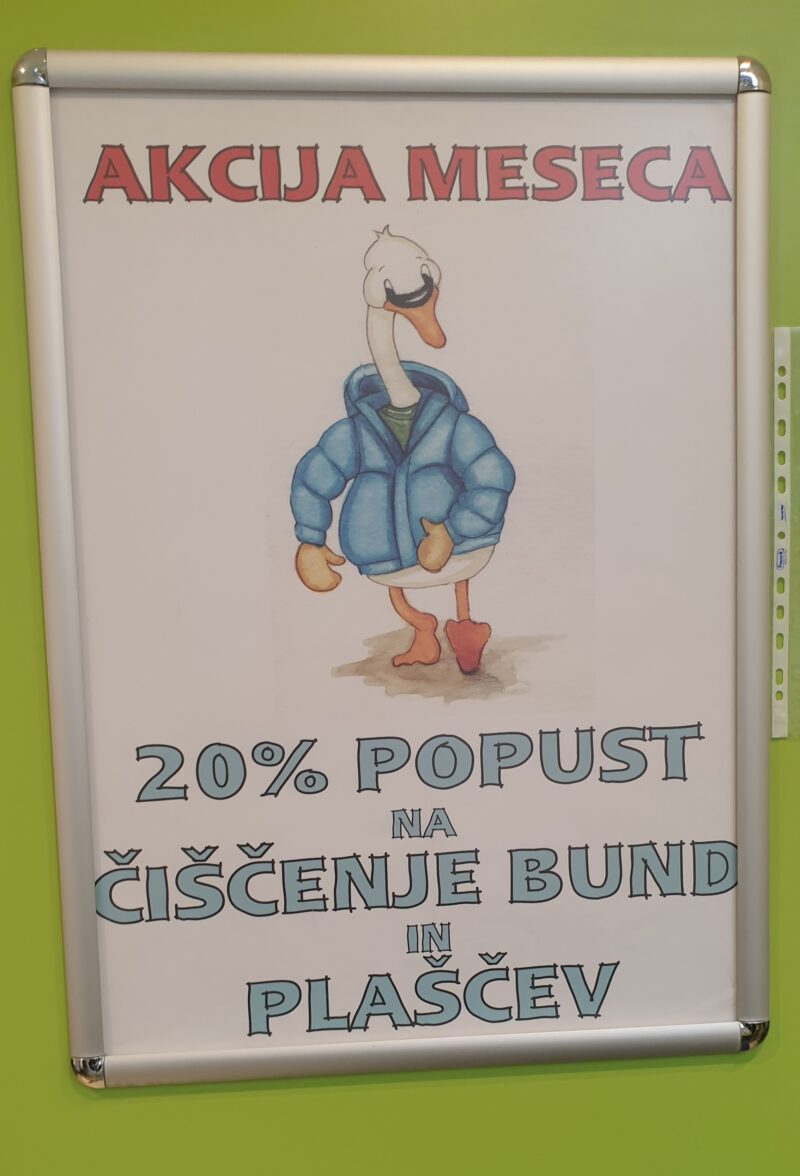 AKCIJA MESECA
20% POPUST
NA
ČIŠČENJE BUND
IN
PLAŠČEV